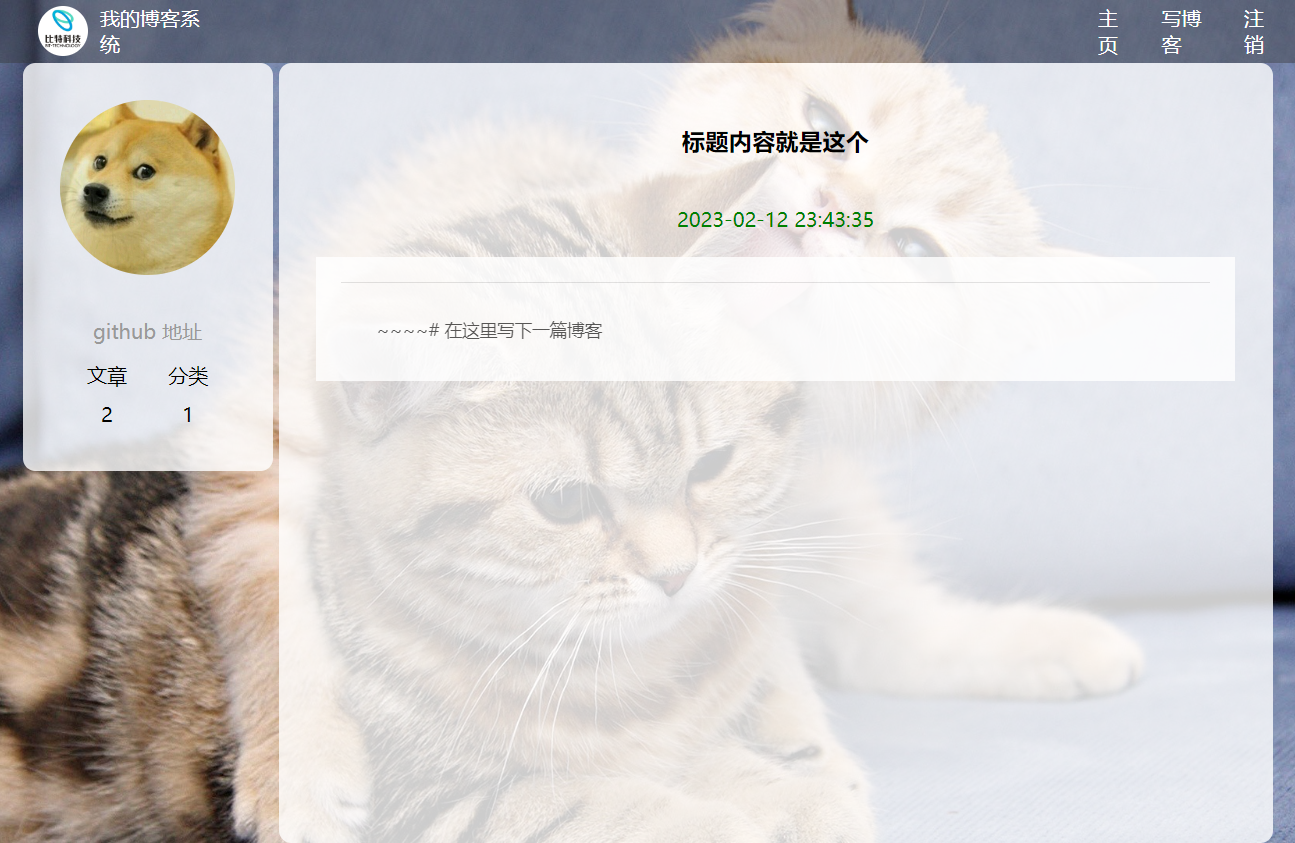 比特科技
BIT-TECHNOLOGY
我的博客系
统
主
页
写博
客
注
销
github 地址
文章 分类
2 1
标题内容就是这个
2023-02-12 23:43:35
~~~~# 在这里写下一篇博客